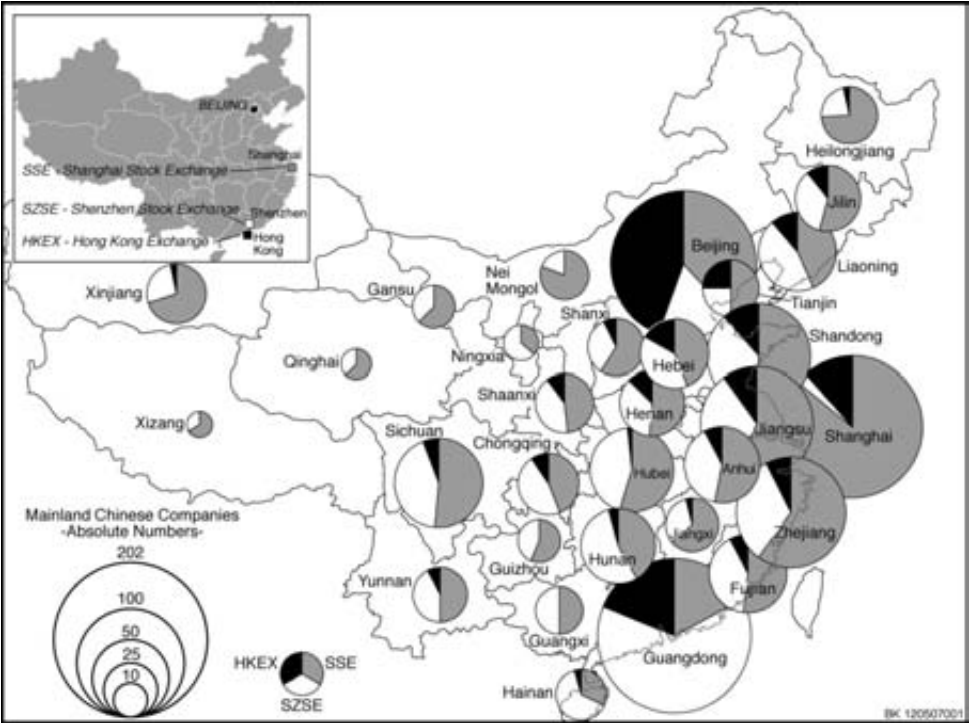 BEIJING
Shanghai
SSE - Shanghai Stock Exchange
SZSE - Shenzhen Stock Exchange
Shenzhen
HKEX - Hong Kong Exchange
Hong
Kong
Heilongjiang
Jilin
Beijing
Liaoning
Tianjin
Xinjiang
Gansu
Nei
Mongol
Shanxi
Shandong
Hebei
Ningxia
Qinghai
Shaanxi
Henan
Jiangsu
Shanghai
Xizang
Sichuan
Chongqing
Hubei
Anhui
Mainland Chinese Companies
-Absolute Numbers-
202
100
50
25
10
Jiangxi
Zhejiang
Hunan
Guizhou
Yunnan
Fujian
Guangxi
Guangdong
HKEX
SSE
SZSE
Hainan
BK 120507001